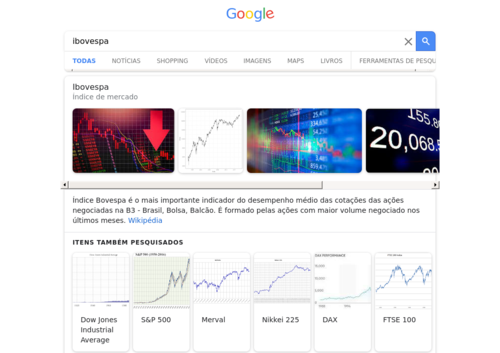 Google
ibovespa
TODAS NOTÍCIAS SHOPPING VÍDEOS IMAGENS MAPS LIVROS FERRAMENTAS DE PESQU
Ibovespa
Índice de mercado
20,068.
Índice Bovespa é o mais importante indicador do desempenho médio das cotações das ações
negociadas na B3 - Brasil, Bolsa, Balcão. É formado pelas ações com maior volume negociado nos
últimos meses. Wikipédia
ITENS TAMBÉM PESQUISADOS
Dow Jones
Industrial
Average
S&P 500
Merval
Nikkei 225
DAX
FTSE 100